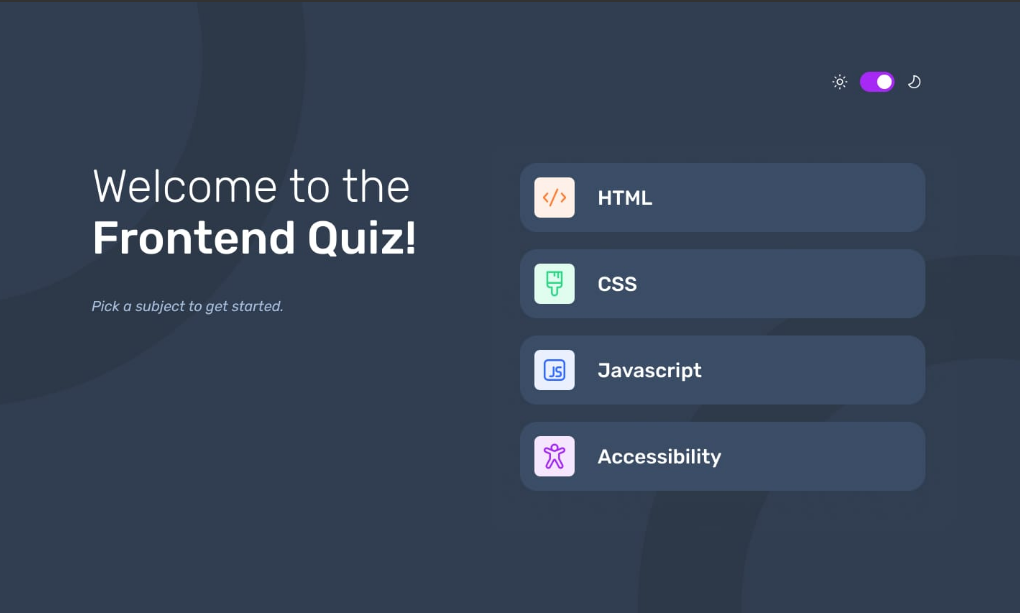 Welcome to the
Frontend Quiz!
Pick a subject to get started.
</> HTML
CSS
JS Javascript
Accessibility